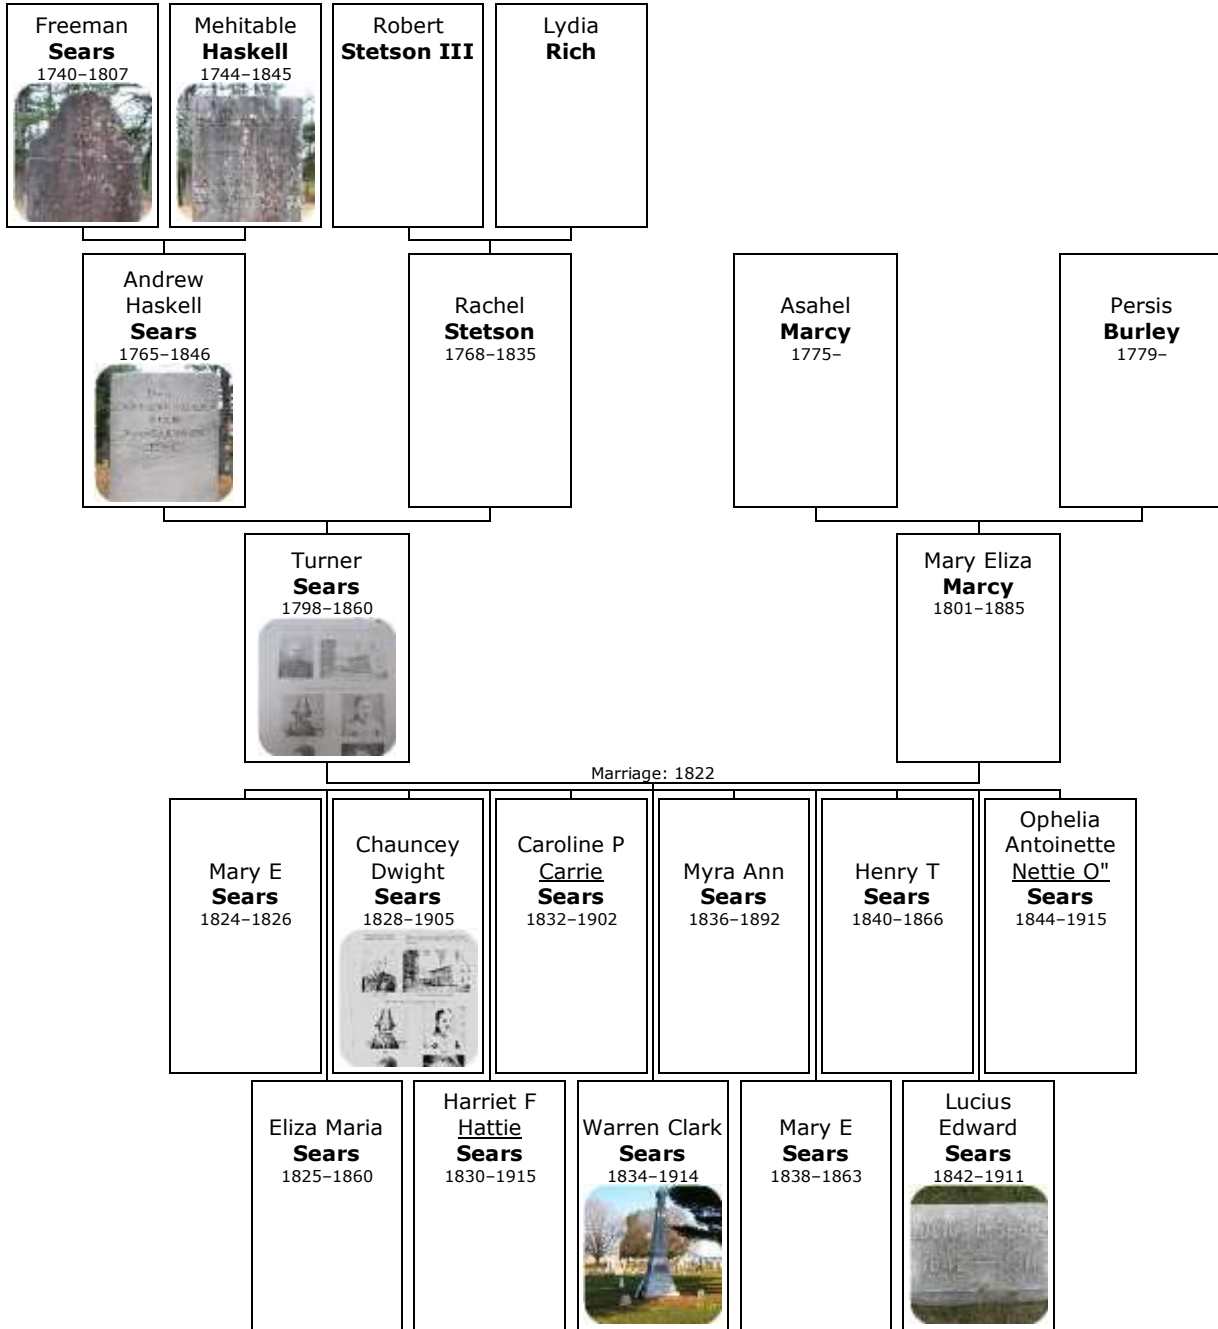 Freeman
Sears
1740–1807
Mehitable
Haskell
1744–1845
Robert
Stetson III
Lydia
Rich
Andrew
Haskell
Sears
1765–1846
Rachel
Stetson
1768–1835
Asahel
Marcy
1775–
Persis
Burley
1779–
Turner
Sears
1798–1860
Mary Eliza
Marcy
1801–1885
Marriage: 1822
Mary E
Sears
1824–1826
Chauncey
Dwight
Sears
1828–1905
Caroline P
Carrie
Sears
1832–1902
Myra Ann
Sears
1836–1892
Henry T
Sears
1840–1866
Ophelia
Antoinette
Nettie O"
Sears
1844–1915
Eliza Maria
Sears
1825–1860
Harriet F
Hattie
Sears
1830–1915
Warren Clark
Sears
1834–1914
Mary E
Sears
1838–1863
Lucius
Edward
Sears
1842–1911